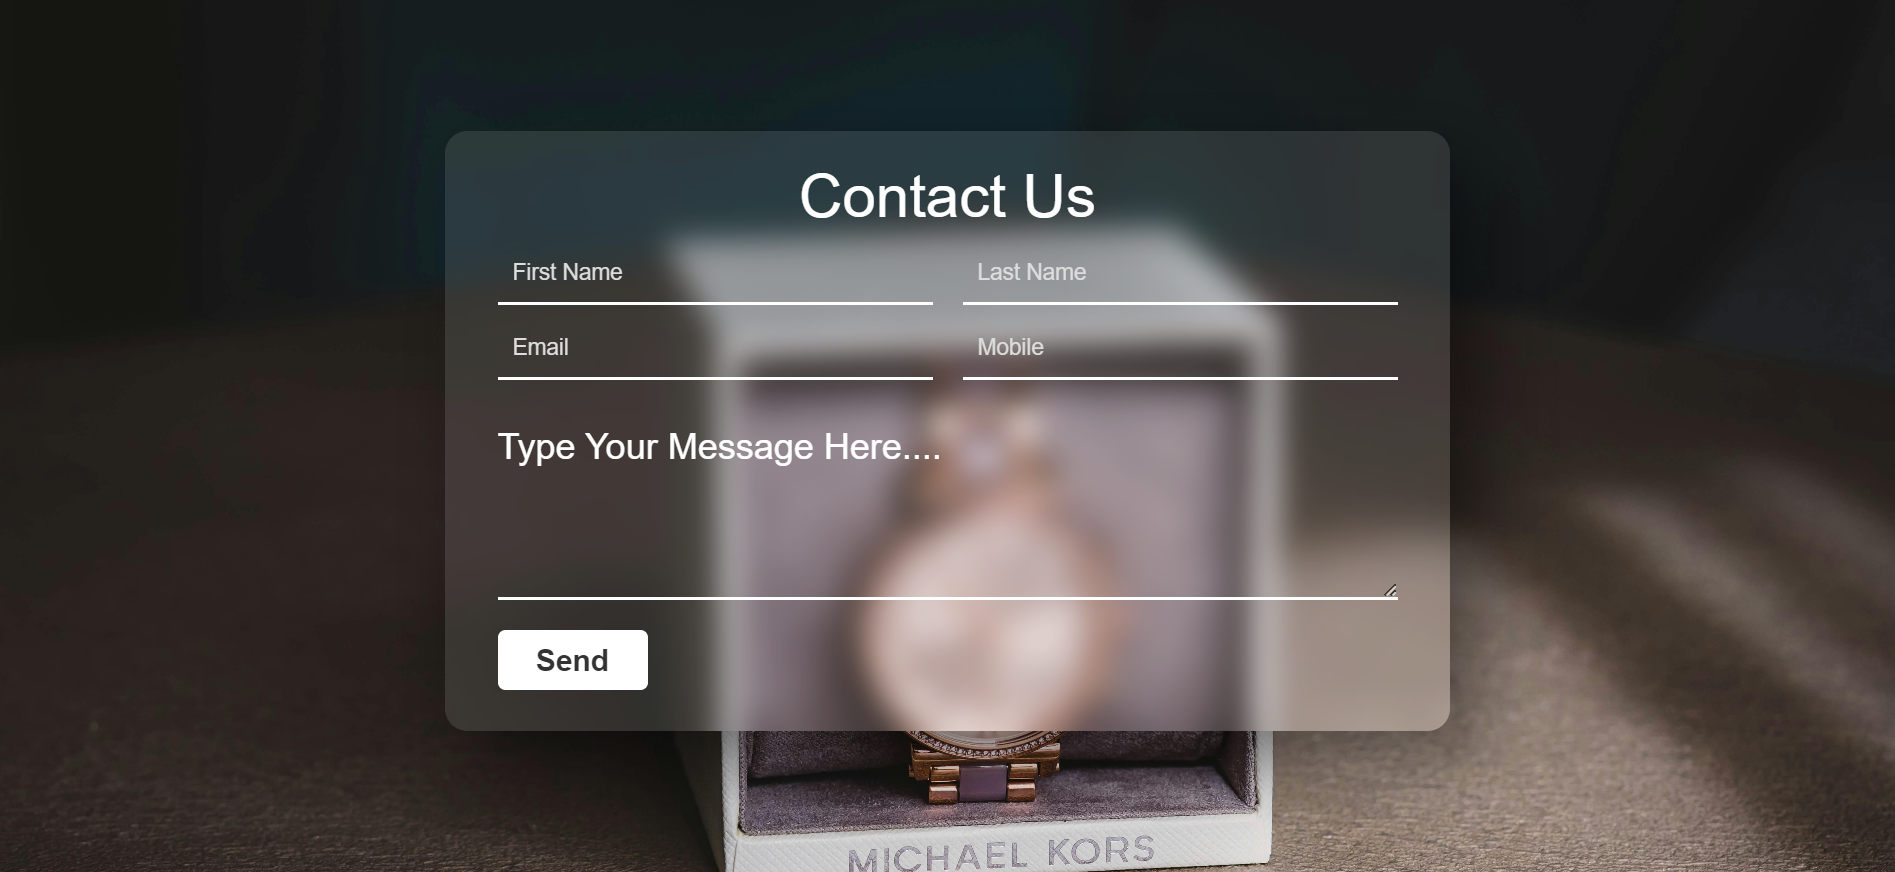 Contact Us
First Name
Last Name
Email
Mobile
Type Your Message Here....
Send
MICHAEL KORS